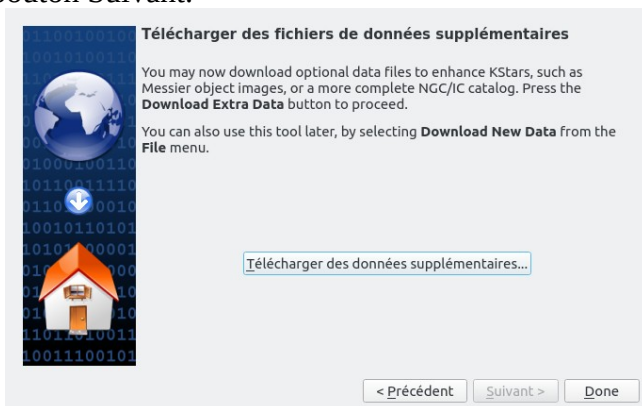 bouton Suivant.
Télécharger des fichiers de données supplémentaires
You may now download optional data files to enhance KStars, such as
Messier object images, or a more complete NGC/IC catalog. Press the
Download Extra Data button to proceed.
You can also use this tool later, by selecting Download New Data from the
File menu.
Télécharger des données supplémentaires...
< Précédent Suivant > Done